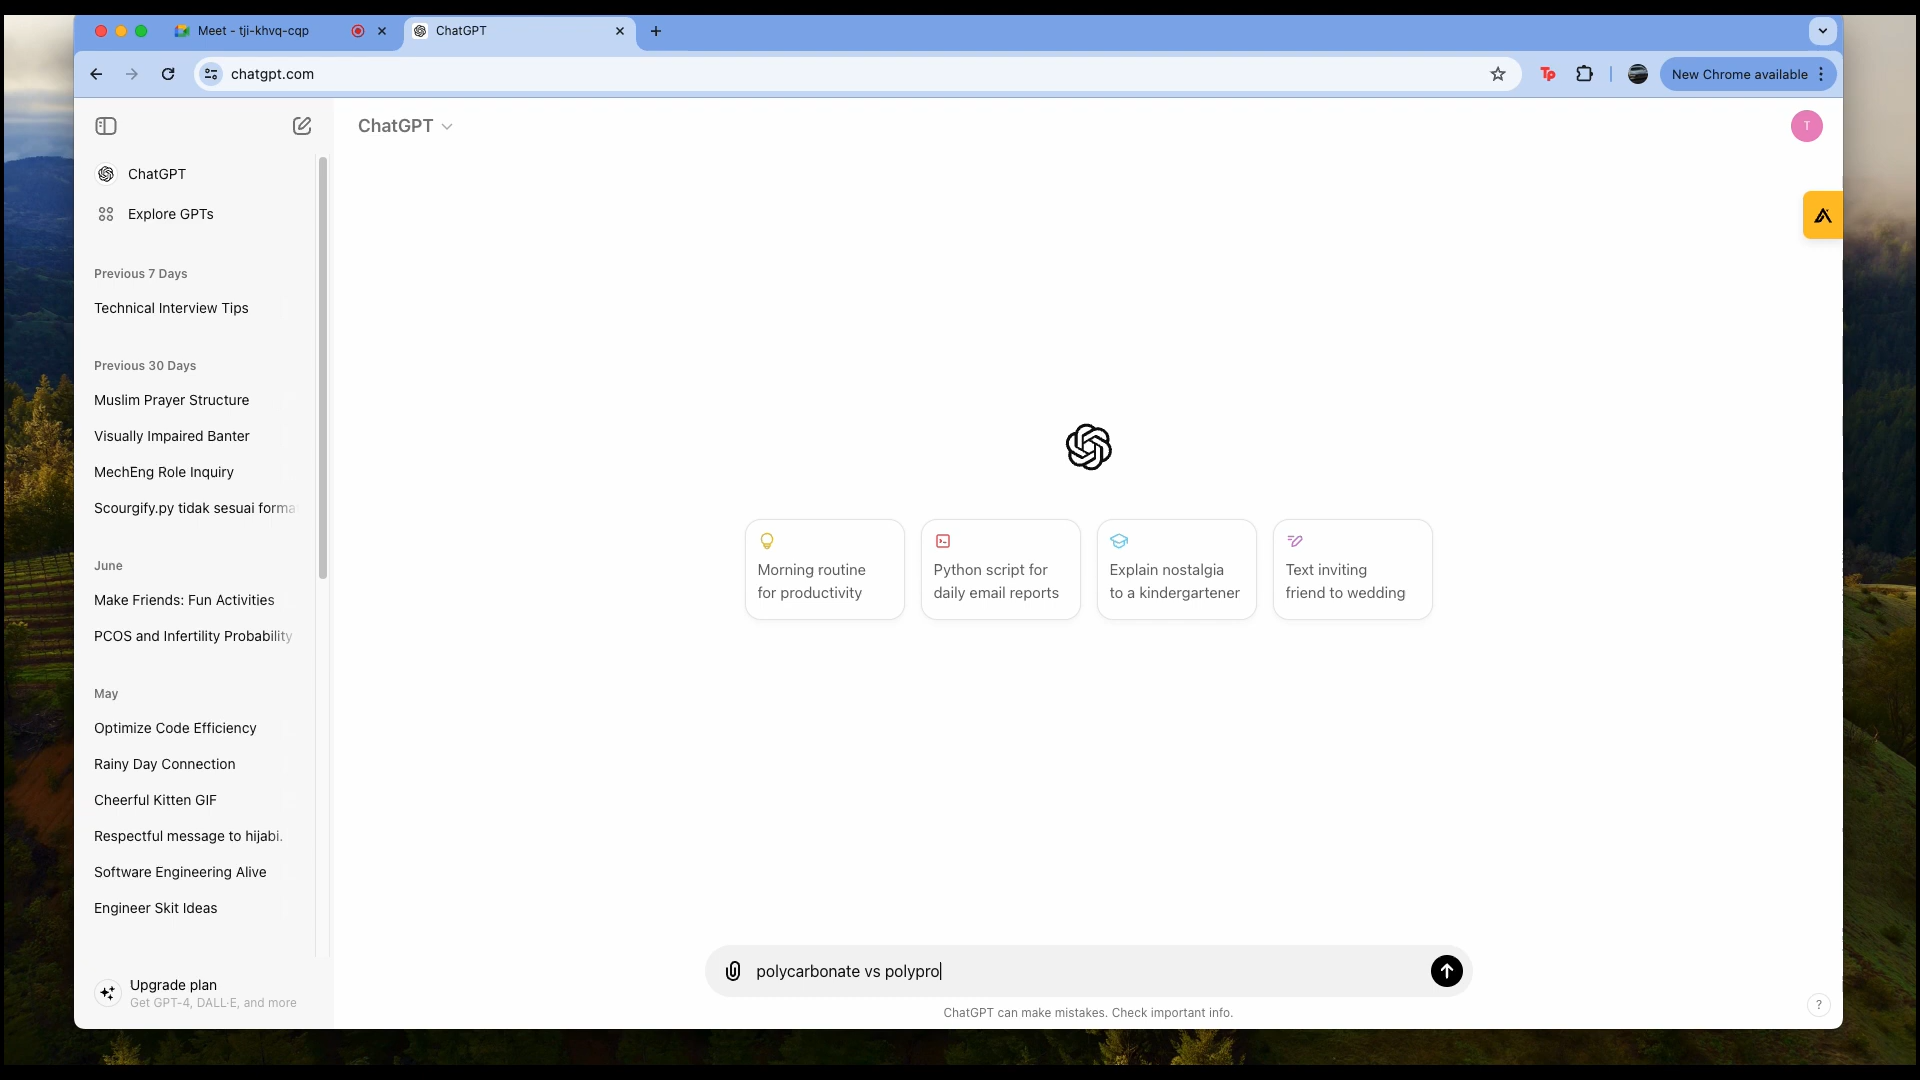 Meet - tji-khvq-cqp
ChatGPT
chatgpt.com
New Chrome available
ChatGPT
T
ChatGPT
Explore GPTs
Previous 7 Days
Technical Interview Tips
Previous 30 Days
Muslim Prayer Structure
Visually Impaired Banter
MechEng Role Inquiry
Scourgify.py tidak sesuai forma
June
Make Friends: Fun Activities
PCOS and Infertility Probability
May
Optimize Code Efficiency
Rainy Day Connection
Cheerful Kitten GIF
Respectful message to hijabi.
Software Engineering Alive
Engineer Skit Ideas
Upgrade plan
Get GPT-4, DALL·E, and more
Morning routine
for productivity
Python script for
daily email reports
Explain nostalgia
to a kindergartener
Text inviting
friend to wedding
polycarbonate vs polypro
ChatGPT can make mistakes. Check important info.
?